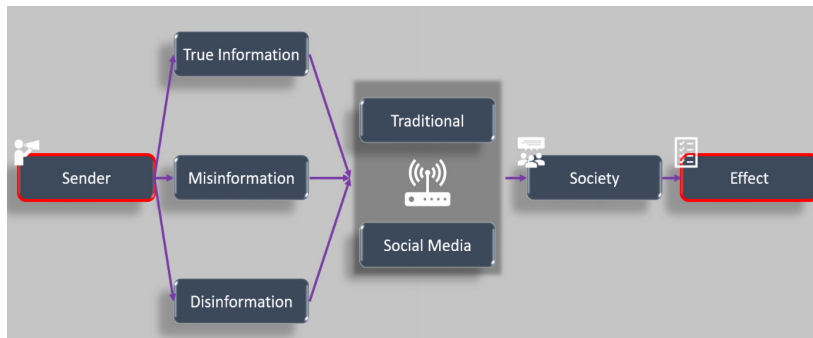 True Information
Traditional
Sender
Misinformation
Society
Effect
Social Media
Disinformation